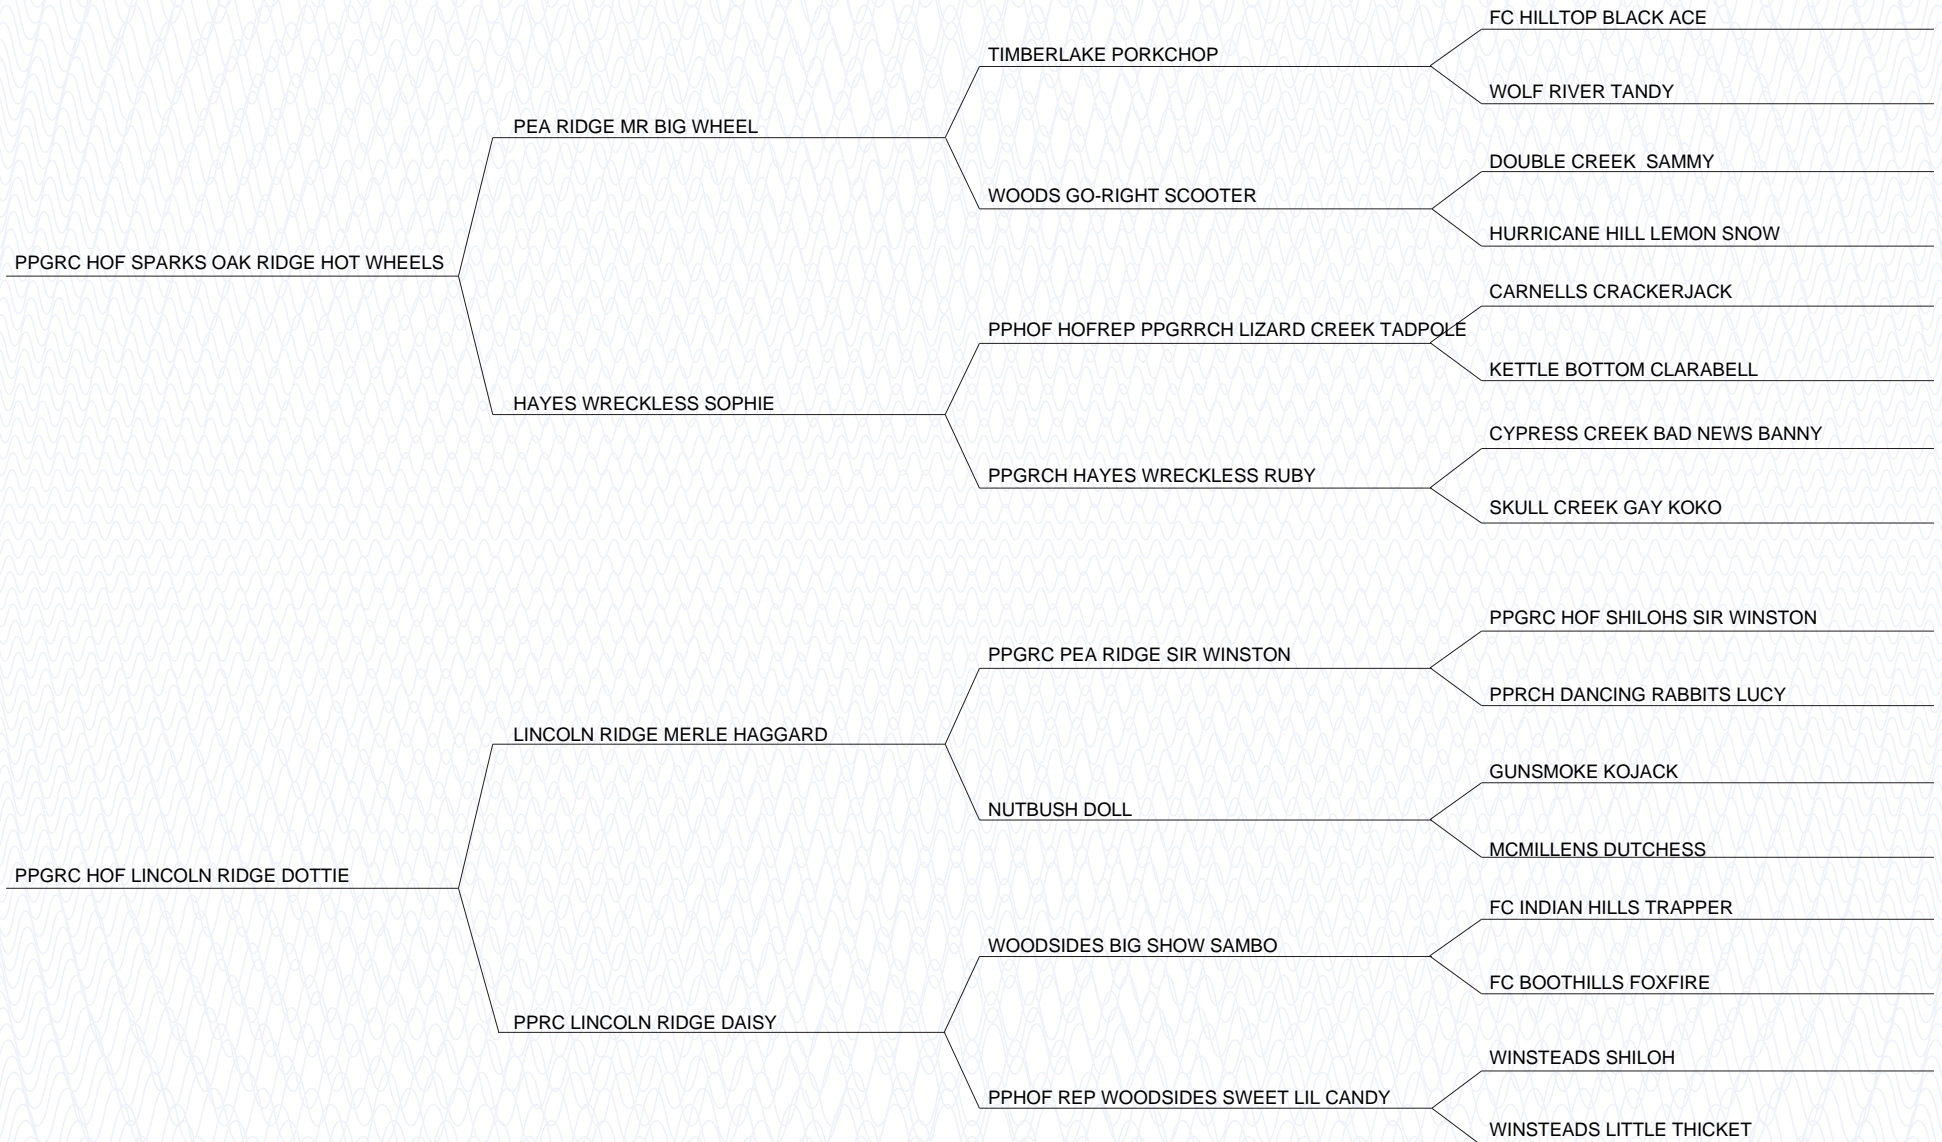 FC HILLTOP BLACK ACE
TIMBERLAKE PORKCHOP
WOLF RIVER TANDY
PEA RIDGE MR BIG WHEEL
DOUBLE CREEK  SAMMY
WOODS GO-RIGHT SCOOTER
HURRICANE HILL LEMON SNOW
PPGRC HOF SPARKS OAK RIDGE HOT WHEELS
CARNELLS CRACKERJACK
PPHOF HOFREP PPGRRCH LIZARD CREEK TADPOLE
KETTLE BOTTOM CLARABELL
HAYES WRECKLESS SOPHIE
CYPRESS CREEK BAD NEWS BANNY
PPGRCH HAYES WRECKLESS RUBY
SKULL CREEK GAY KOKO
PPGRC HOF SHILOHS SIR WINSTON
PPGRC PEA RIDGE SIR WINSTON
PPRCH DANCING RABBITS LUCY
LINCOLN RIDGE MERLE HAGGARD
GUNSMOKE KOJACK
NUTBUSH DOLL
MCMILLENS DUTCHESS
PPGRC HOF LINCOLN RIDGE DOTTIE
FC INDIAN HILLS TRAPPER
WOODSIDES BIG SHOW SAMBO
FC BOOTHILLS FOXFIRE
PPRC LINCOLN RIDGE DAISY
WINSTEADS SHILOH
PPHOF REP WOODSIDES SWEET LIL CANDY
WINSTEADS LITTLE THICKET